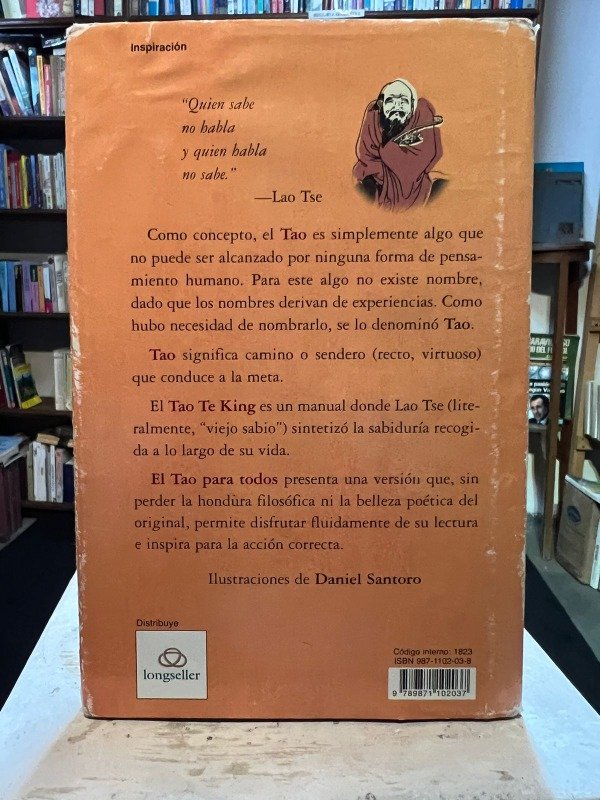 Inspiración
“Quien sabe
no habla
y quien habla
no sabe.”
—Lao Tse
Como concepto, el Tao es simplemente algo que
no puede ser alcanzado por ninguna forma de pensa-
miento humano. Para este algo no existe nombre,
dado que los nombres derivan de experiencias. Como
hubo necesidad de nombrarlo, se lo denominó Tao.
Tao significa camino o sendero (recto, virtuoso)
que conduce a la meta.
El Tao Te King es un manual donde Lao Tse (lite-
ralmente, “viejo sabio”) sintetizó la sabiduría recogi-
da a lo largo de su vida.
El Tao para todos presenta una versión que, sin
perder la hondura filosófica ni la belleza poética del
original, permite disfrutar fluidamente de su lectura
e inspira para la acción correcta.
Ilustraciones de Daniel Santoro
Distribuye
longseller
Código interno: 1823
ISBN 987-1102-03-8
9 789871 102037